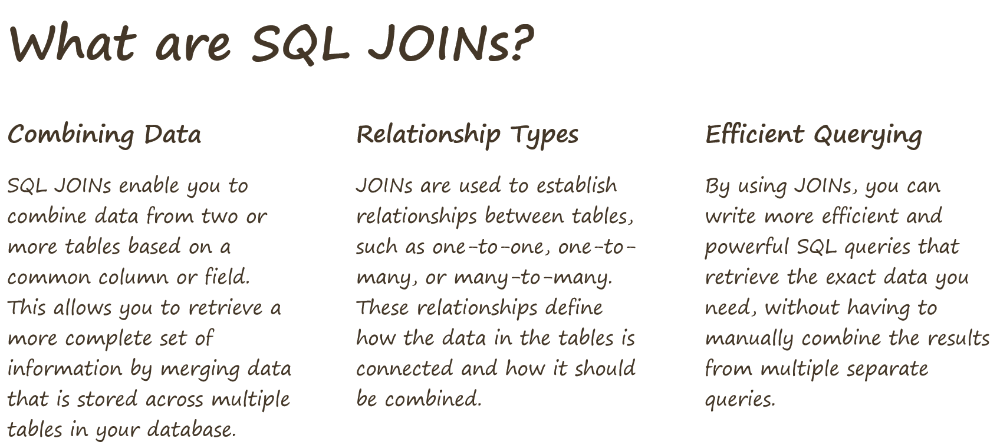 What are SQL JOINs?
Combining Data
SQL JOINs enable you to
combine data from two or
more tables based on a
common column or field.
This allows you to retrieve a
more complete set of
information by merging data
that is stored across multiple
tables in your database.
Relationship Types
JOINs are used to establish
relationships between tables,
such as one-to-one, one-to-
many, or many-to-many.
These relationships define
how the data in the tables is
connected and how it should
be combined.
Efficient Querying
By using JOINs, you can
write more efficient and
powerful SQL queries that
retrieve the exact data you
need, without having to
manually combine the results
from multiple separate
queries.